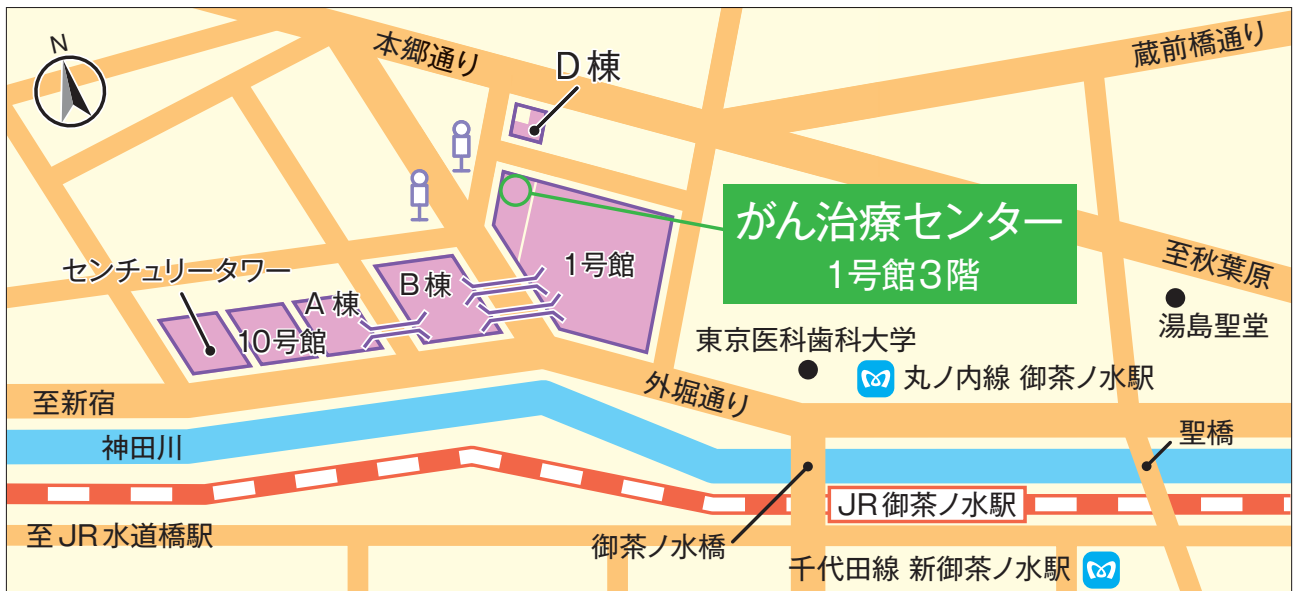 N
本郷通り
蔵前橋通り
D棟
がん治療センター
1号館3階
至秋葉原
湯島聖堂
センチュリータワー
A棟
B棟
1号館
10号館
東京医科歯科大学
丸ノ内線 御茶ノ水駅
外堀通り
至新宿
神田川
聖橋
JR御茶ノ水駅
至JR水道橋駅
御茶ノ水橋
千代田線 新御茶ノ水駅